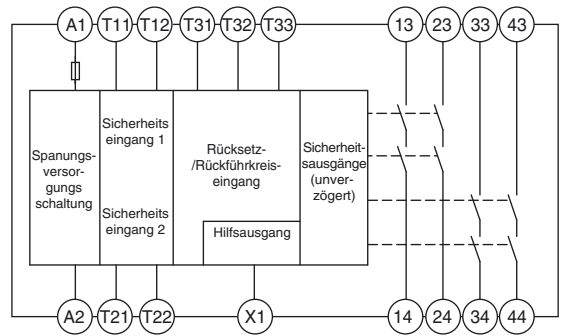 A1 T11 T12 T31 T32 T33 13 23 33 43
Spanungs-
versor-
gungs
schaltung
Sicherheits
eingang 1
Sicherheits
eingang 2
Rücksetz-
/Rückführkreis-
eingang
Hilfsausgang
Sicherheit-
sausgänge
(unver-
zögert)
A2 T21 T22 X1 14 24 34 44